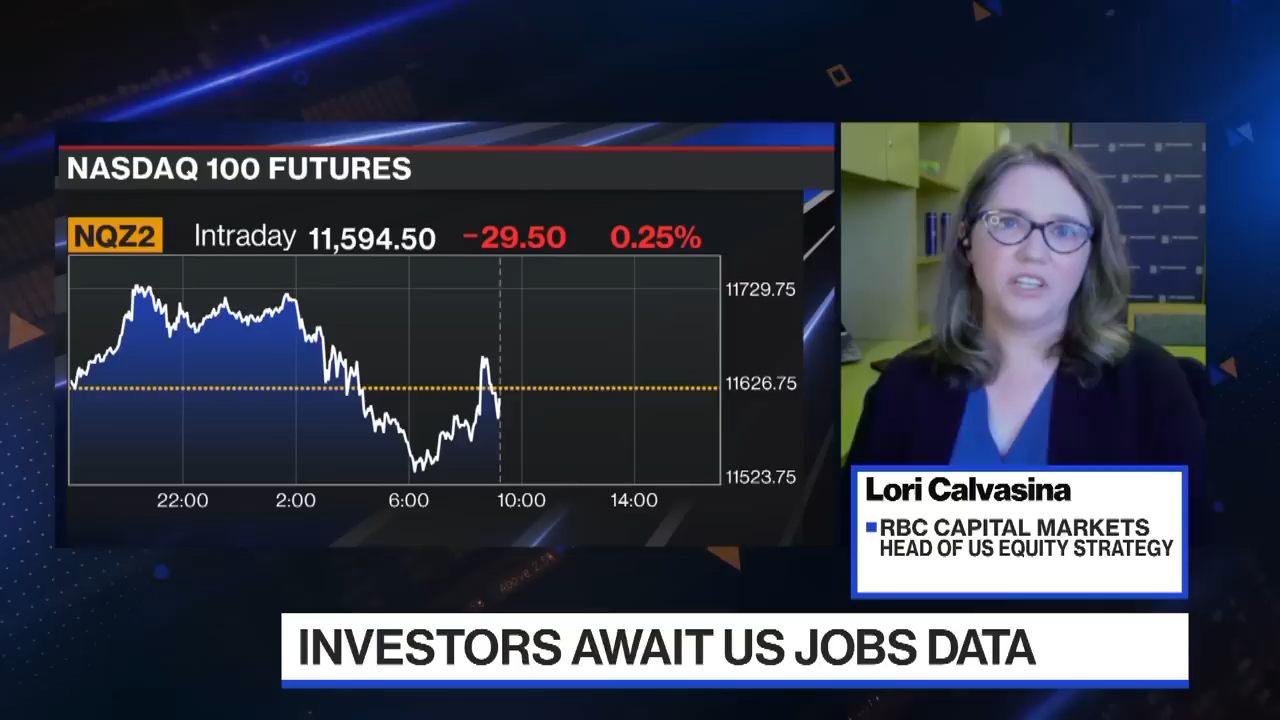 NASDAQ 100 FUTURES
NQZ2 Intraday 11,594.50 -29.50 0.25%
11729.75
11626.75
11523.75
22:00 2:00 6:00 10:00 14:00
Lori Calvasina
RBC CAPITAL MARKETS
HEAD OF US EQUITY STRATEGY
INVESTORS AWAIT US JOBS DATA